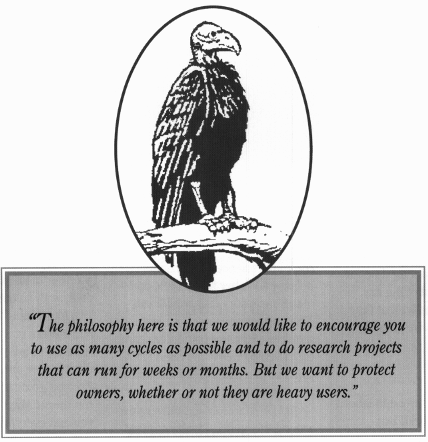 “The philosophy here is that we would like to encourage you
to use as many cycles as possible and to do research projects
that can run for weeks or months. But we want to protect
owners, whether or not they are heavy users.”